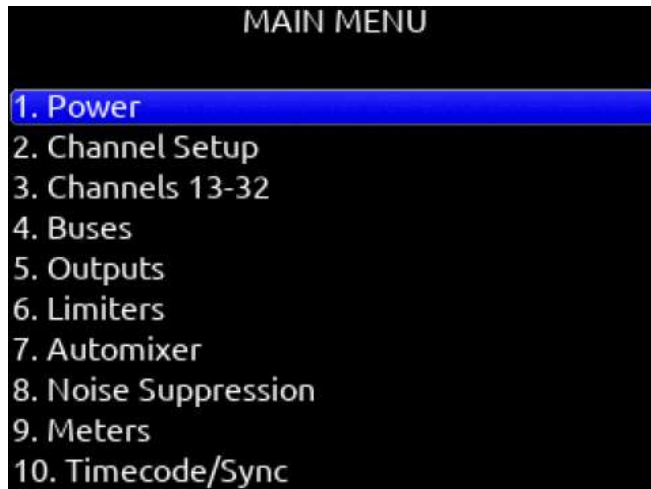 MAIN MENU
1. Power
2. Channel Setup
3. Channels 13-32
4. Buses
5. Outputs
6. Limiters
7. Automixer
8. Noise Suppression
9. Meters
10. Timecode/Sync